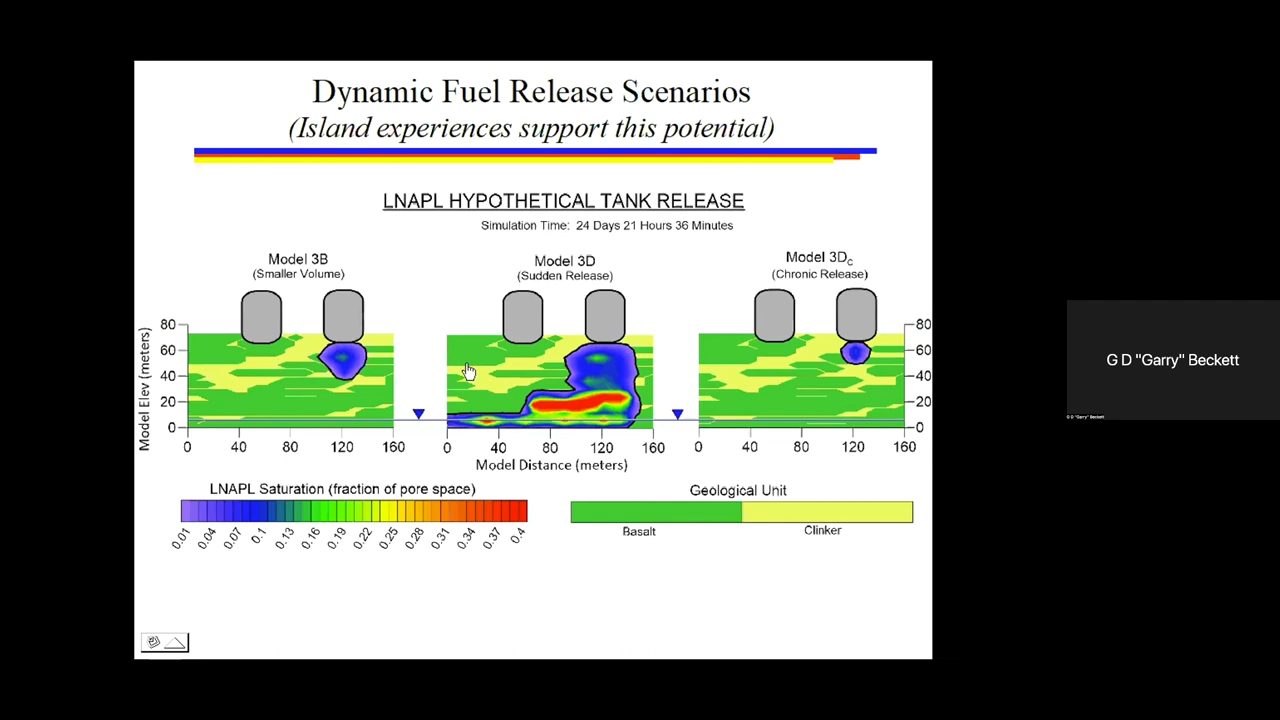 Dynamic Fuel Release Scenarios
(Island experiences support this potential)
LNAPL HYPOTHETICAL TANK RELEASE
Simulation Time: 24 Days 21 Hours 36 Minutes
Model 3B
(Smaller Volume)
Model 3D
(Sudden Release)
Model 3Dc
(Chronic Release)
Model Elev (meters)
80
60
40
20
0
0 40 80 120 160
0 40 80 120 160
Model Distance (meters)
0 40 80 120 160
80
60
40
20
0
LNAPL Saturation (fraction of pore space)
0.01 0.04 0.07 0.1 0.13 0.16 0.19 0.22 0.25 0.28 0.31 0.34 0.37 0.4
Geological Unit
Basalt Clinker
G D "Garry" Beckett
G D "Garry" Beckett